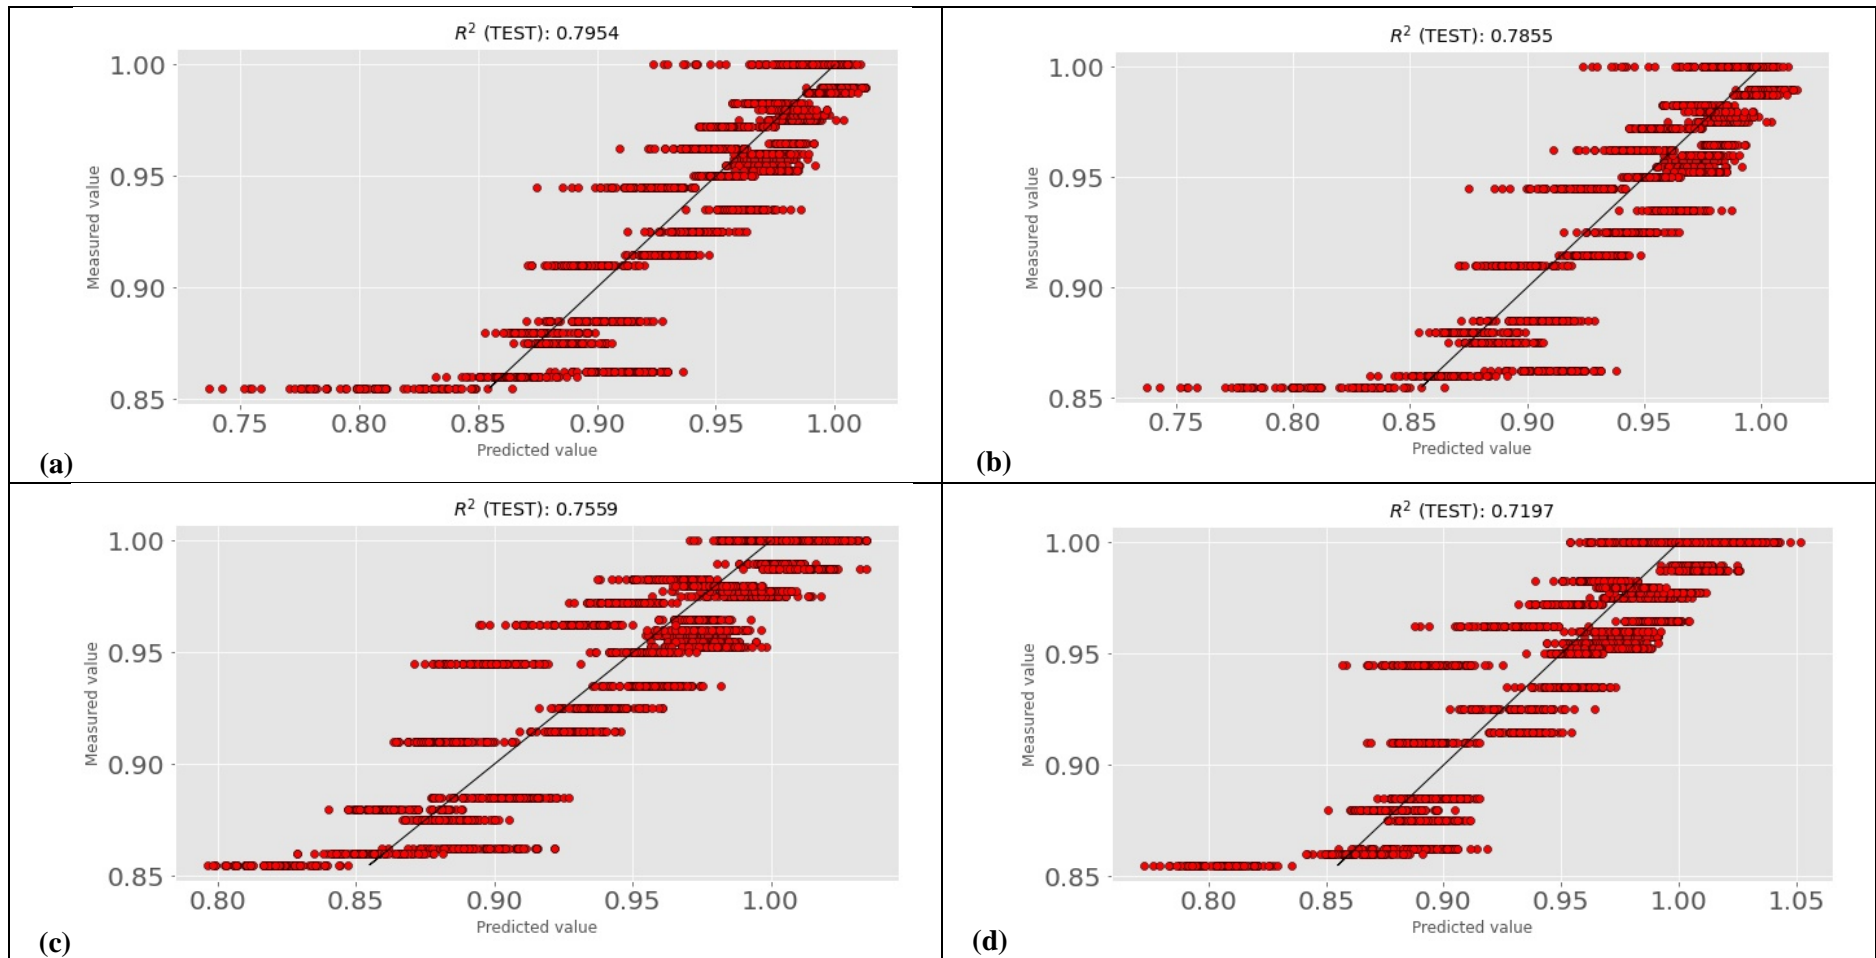 R² (TEST): 0.7954
Measured value
1.00
0.95
0.90
0.85
0.75 0.80 0.85 0.90 0.95 1.00
Predicted value
(a)
R² (TEST): 0.7855
Measured value
1.00
0.95
0.90
0.85
0.75 0.80 0.85 0.90 0.95 1.00
Predicted value
(b)
R² (TEST): 0.7559
Measured value
1.00
0.95
0.90
0.85
0.80 0.85 0.90 0.95 1.00
Predicted value
(c)
R² (TEST): 0.7197
Measured value
1.00
0.95
0.90
0.85
0.80 0.85 0.90 0.95 1.00 1.05
Predicted value
(d)